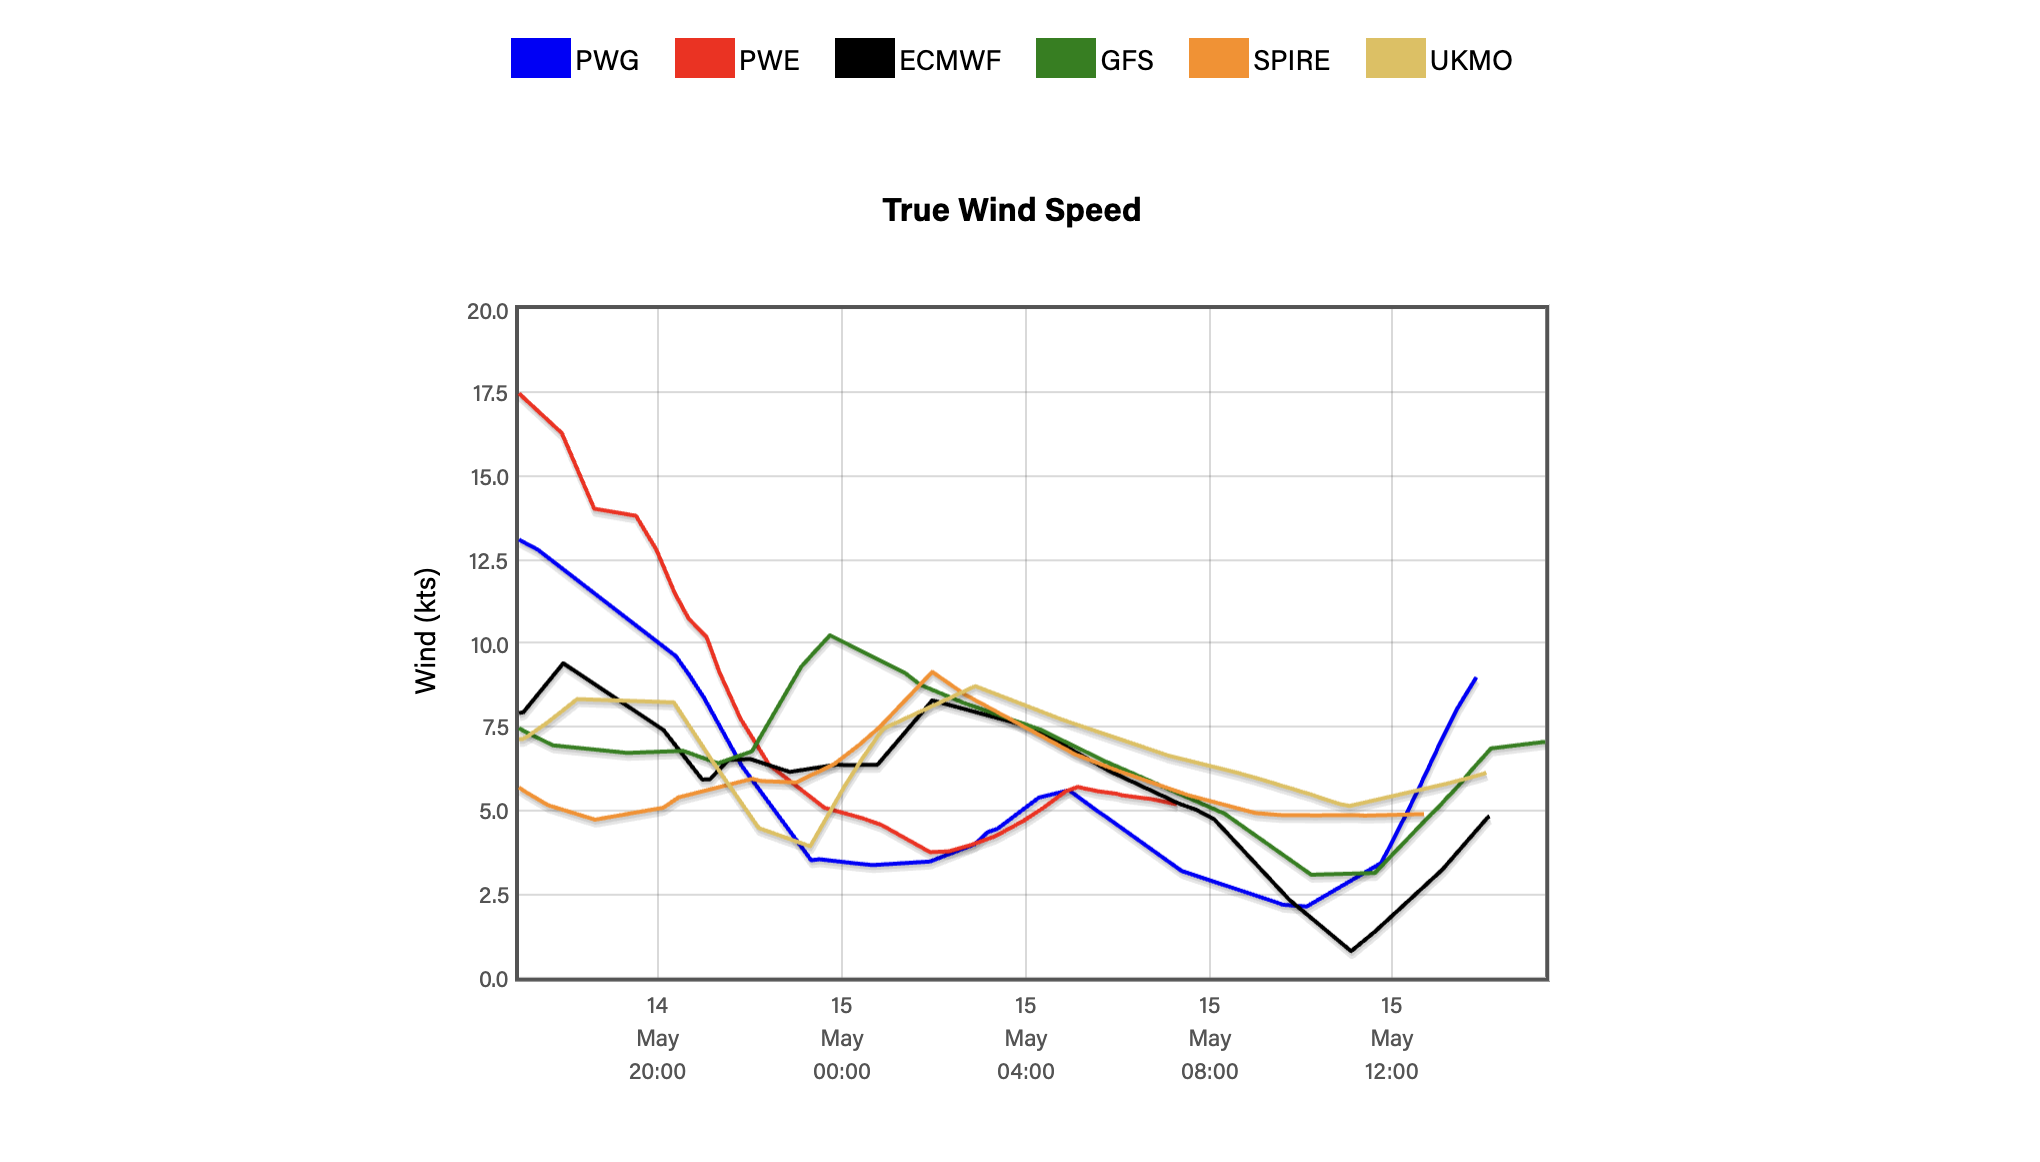 PWG PWE ECMWF GFS SPIRE UKMO
True Wind Speed
Wind (kts)
20.0
17.5
15.0
12.5
10.0
7.5
5.0
2.5
0.0
14 15 15 15 15
May May May May May
20:00 00:00 04:00 08:00 12:00